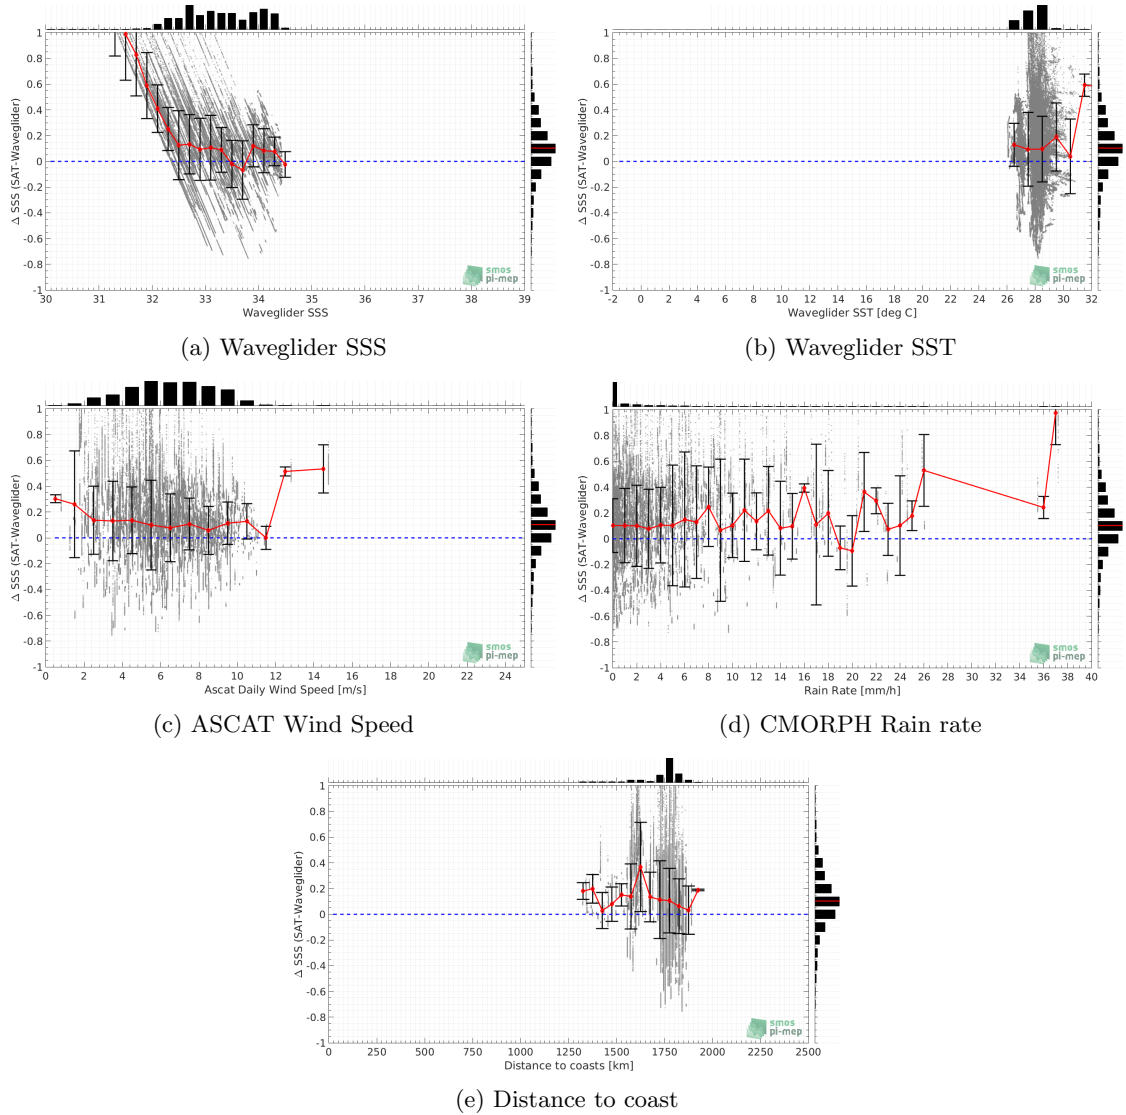 1
0.8
0.6
0.4
0.2
0
-0.2
-0.4
-0.6
-0.8
-1
Δ SSS (SAT-Waveglider)
30 31 32 33 34 35 36 37 38 39
Waveglider SSS
smos
pi-mep
(a) Waveglider SSS
1
0.8
0.6
0.4
0.2
0
-0.2
-0.4
-0.6
-0.8
-1
Δ SSS (SAT-Waveglider)
-2 0 2 4 6 8 10 12 14 16 18 20 22 24 26 28 30 32
Waveglider SST [deg C]
smos
pi-mep
(b) Waveglider SST
1
0.8
0.6
0.4
0.2
0
-0.2
-0.4
-0.6
-0.8
-1
Δ SSS (SAT-Waveglider)
0 2 4 6 8 10 12 14 16 18 20 22 24
Ascat Daily Wind Speed [m/s]
smos
pi-mep
(c) ASCAT Wind Speed
1
0.8
0.6
0.4
0.2
0
-0.2
-0.4
-0.6
-0.8
-1
Δ SSS (SAT-Waveglider)
0 2 4 6 8 10 12 14 16 18 20 22 24 26 28 30 32 34 36 38 40
Rain Rate [mm/h]
smos
pi-mep
(d) CMORPH Rain rate
1
0.8
0.6
0.4
0.2
0
-0.2
-0.4
-0.6
-0.8
-1
Δ SSS (SAT-Waveglider)
0 250 500 750 1000 1250 1500 1750 2000 2250 2500
Distance to coasts [km]
smos
pi-mep
(e) Distance to coast